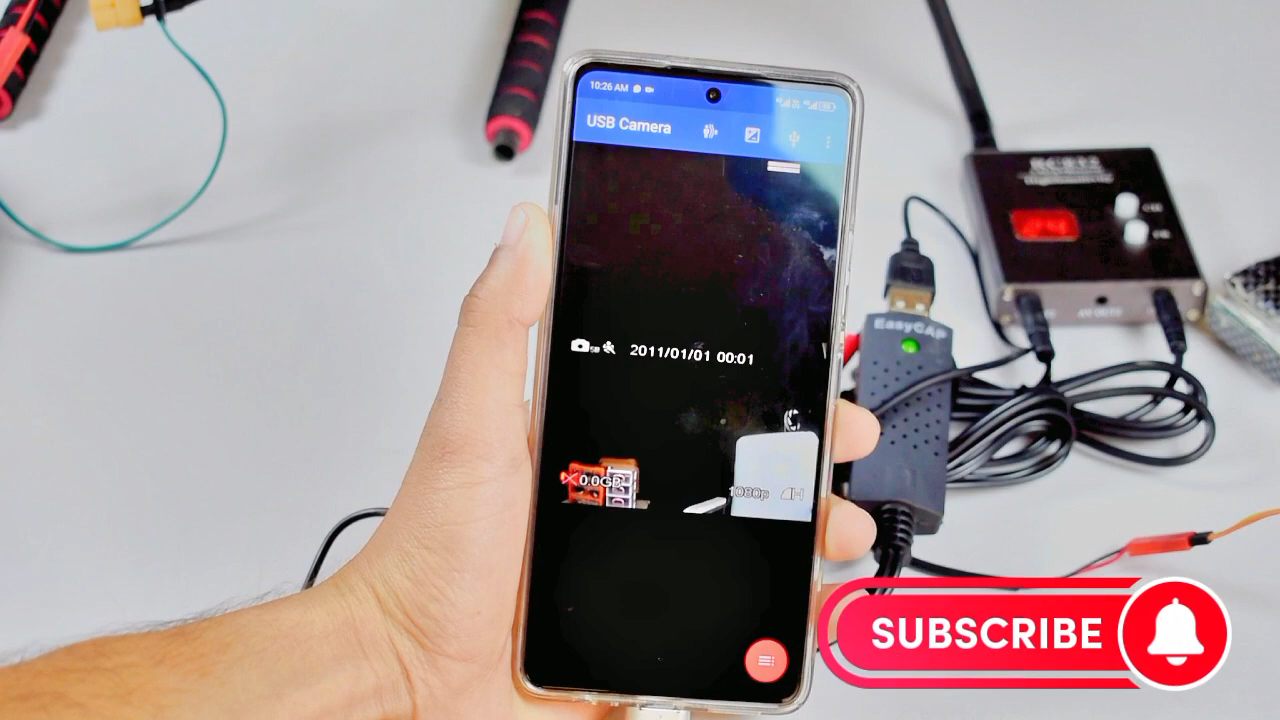 10:26 AM
USB Camera
EasyCAP
2011/01/01 00:01
0.0GB
1080p
SUBSCRIBE